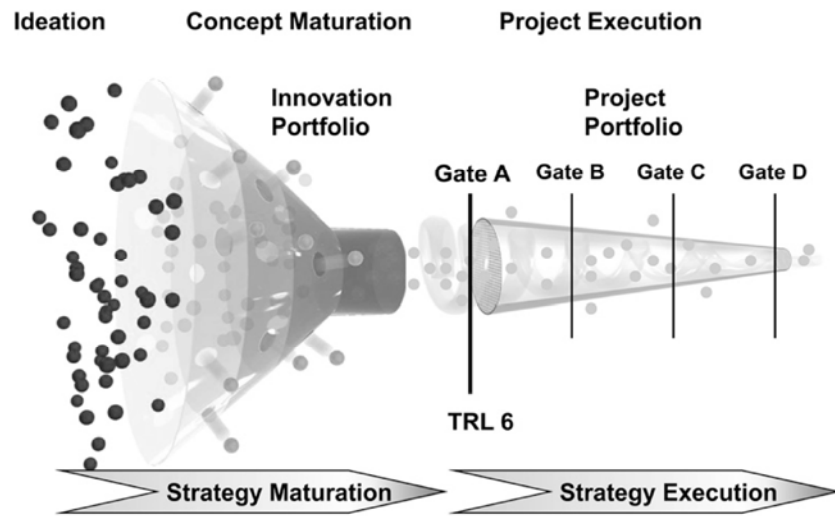 Ideation
Concept Maturation
Project Execution
Innovation
Portfolio
Project
Portfolio
Gate A
Gate B
Gate C
Gate D
TRL 6
Strategy Maturation
Strategy Execution